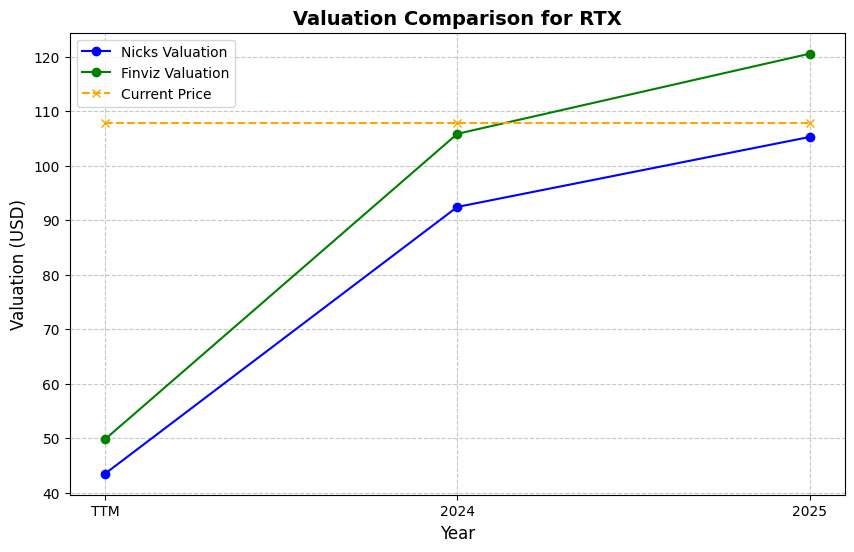 Valuation Comparison for RTX
Nicks Valuation
Finviz Valuation
Current Price
Valuation (USD)
120
110
100
90
80
70
60
50
40
TTM
2024
2025
Year